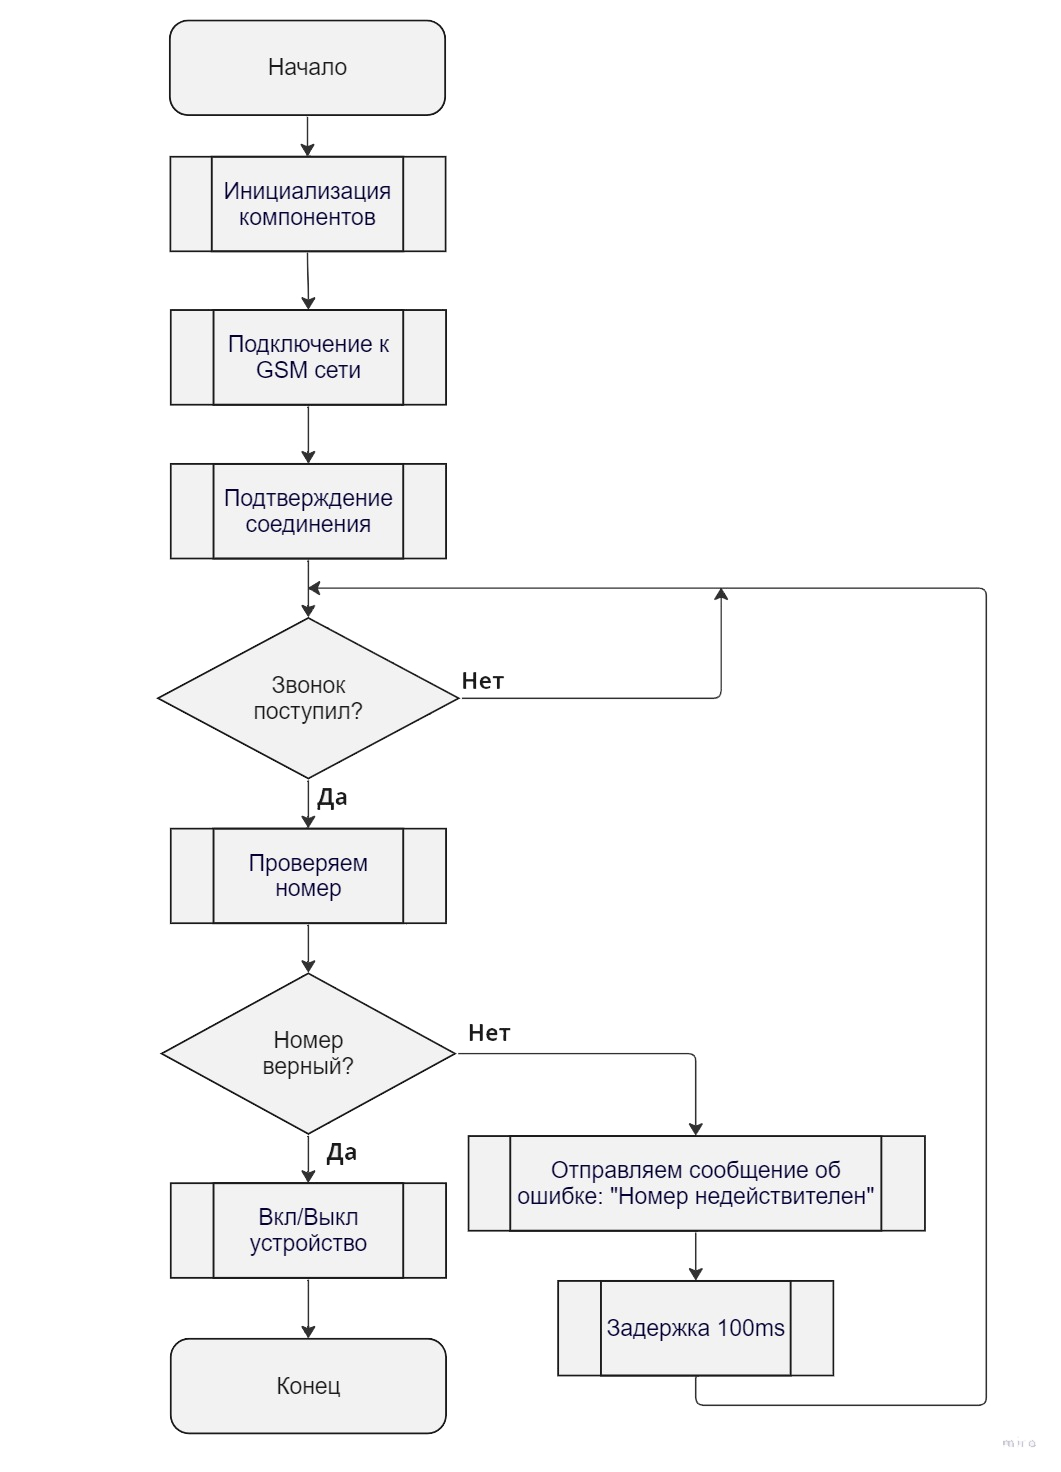 Начало
Инициализация
компонентов
Подключение к
GSM сети
Подтверждение
соединения
Звонок
поступил?
Нет
Да
Проверяем
номер
Номер
верный?
Нет
Да
Отправляем сообщение об
ошибке: "Номер недействителен"
Вкл/Выкл
устройство
Задержка 100ms
Конец
miro